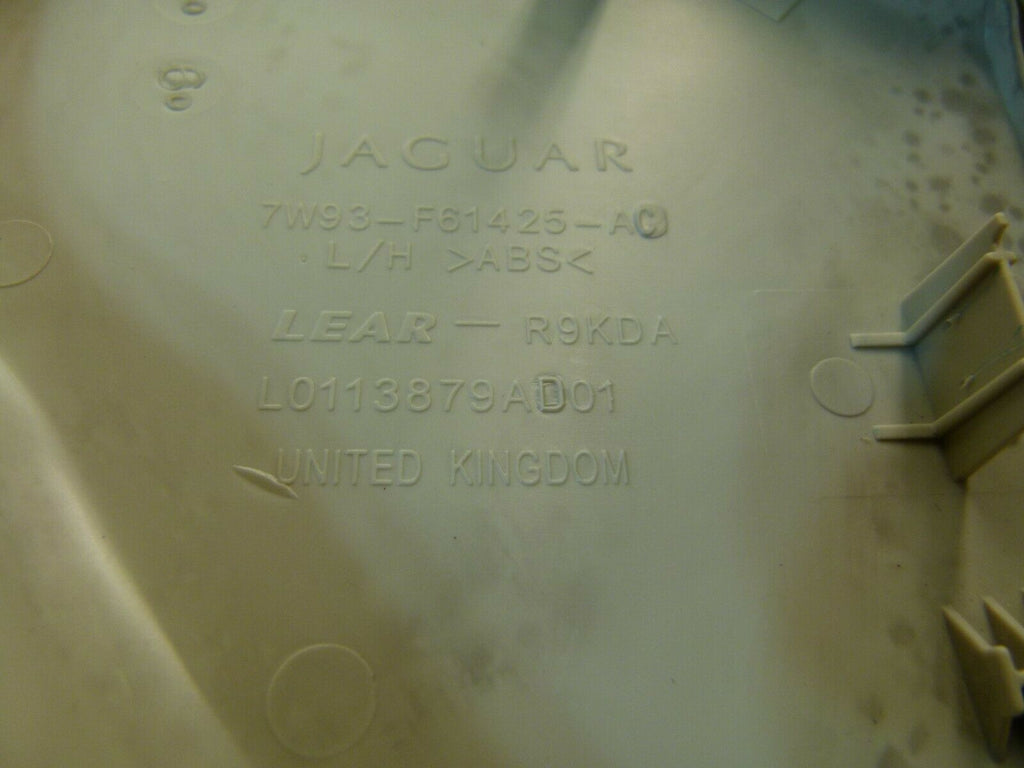 JAGUAR
7W93-F61425-AC
L/H >ABS<
LEAR — R9KDA
L0113879AD01
UNITED KINGDOM